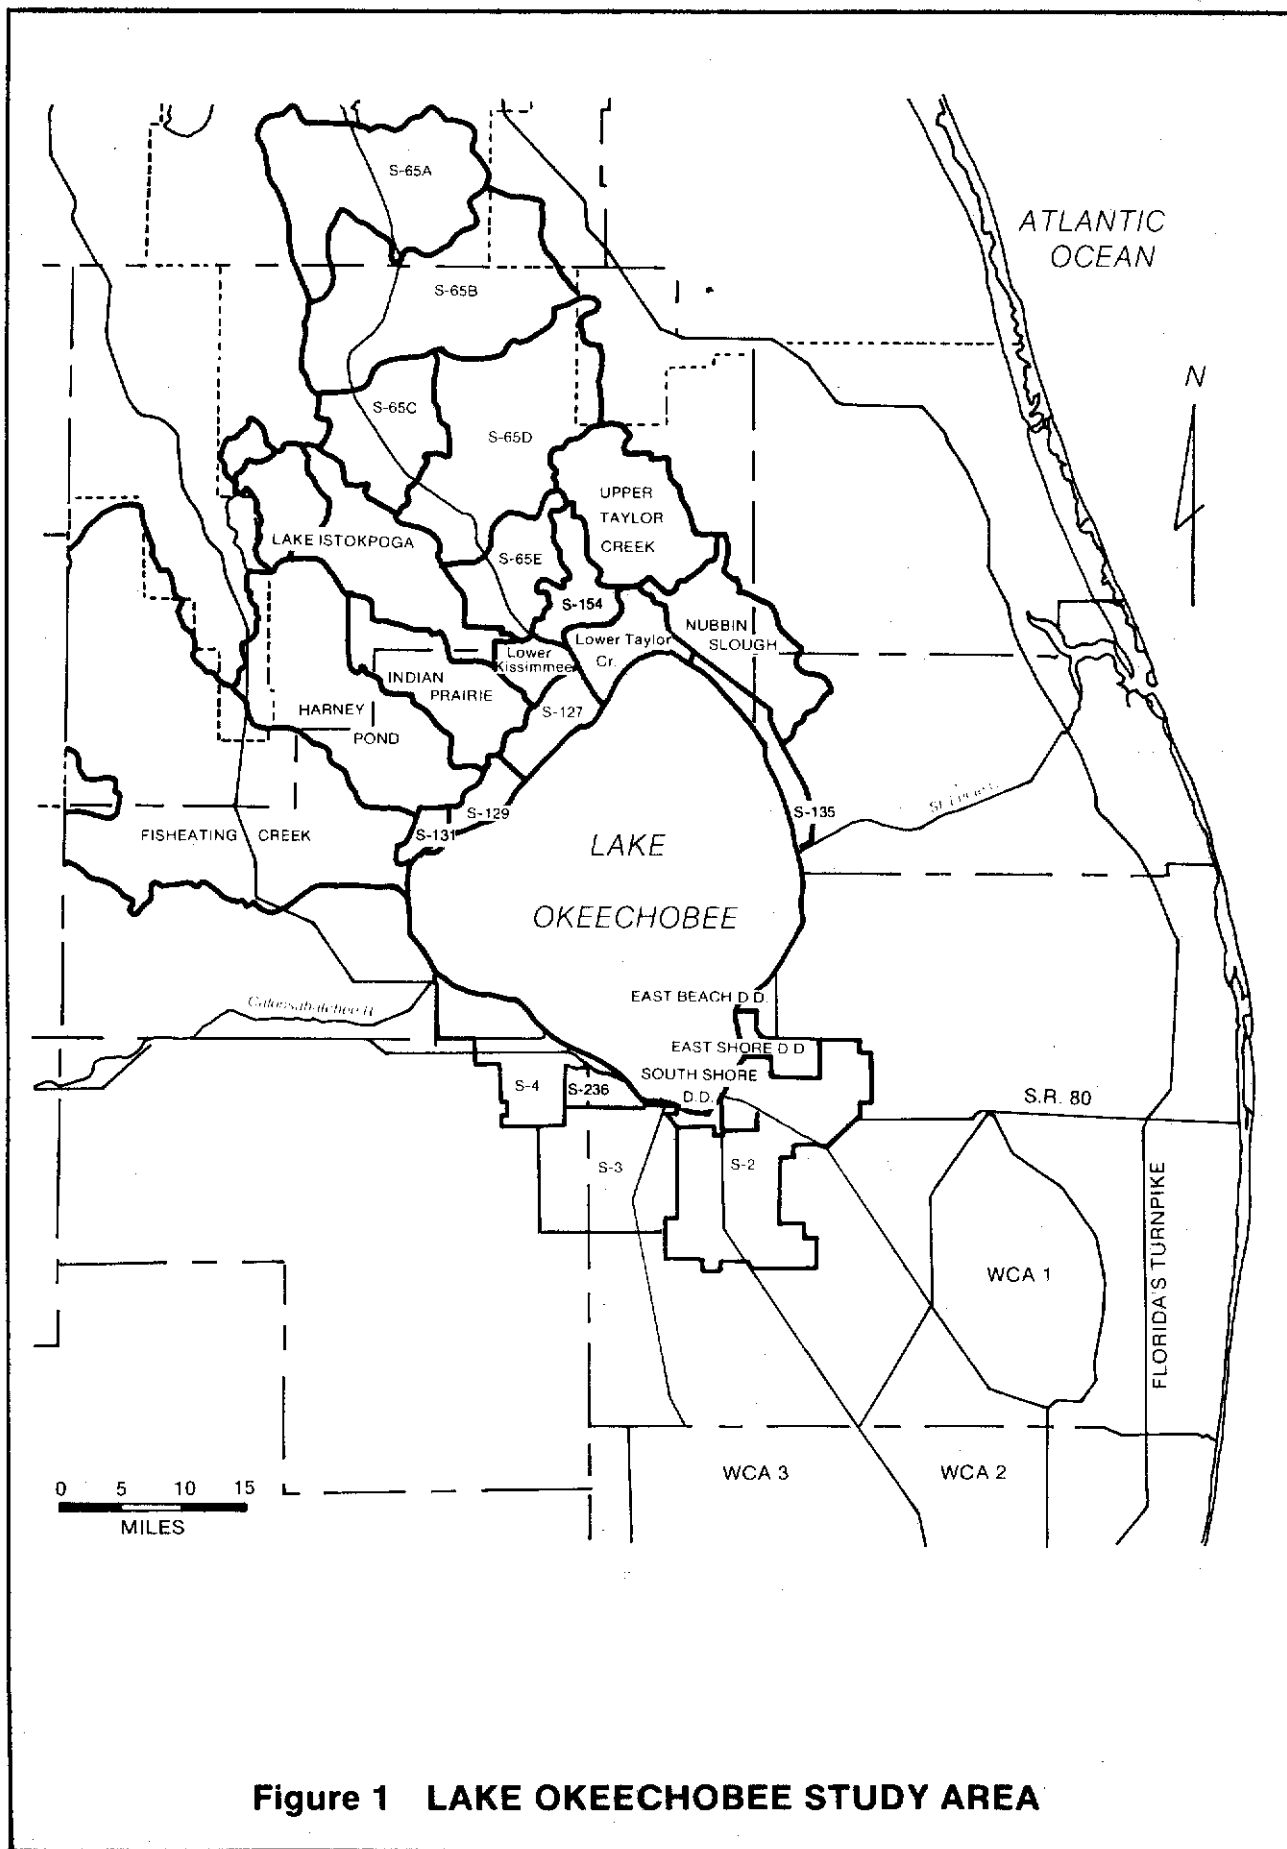 S-65A
ATLANTIC
OCEAN
S-65B
N
S-65C
S-65D
UPPER
TAYLOR
CREEK
LAKE ISTOKPOGA
S-65E
S-154
NUBBIN
SLOUGH
Lower Taylor
Cr.
Lower
Kissimmee
INDIAN
PRAIRIE
HARNEY
POND
S-127
S-129
S-131
S-135
FISHEATING CREEK
LAKE
OKEECHOBEE
Caloosahatchee R.
EAST BEACH D.D.
EAST SHORE D D
SOUTH SHORE
D.D.
S-4
S-236
S.R. 80
S-3
S-2
FLORIDA'S TURNPIKE
WCA 1
WCA 3
WCA 2
0 5 10 15
MILES
Figure 1 LAKE OKEECHOBEE STUDY AREA